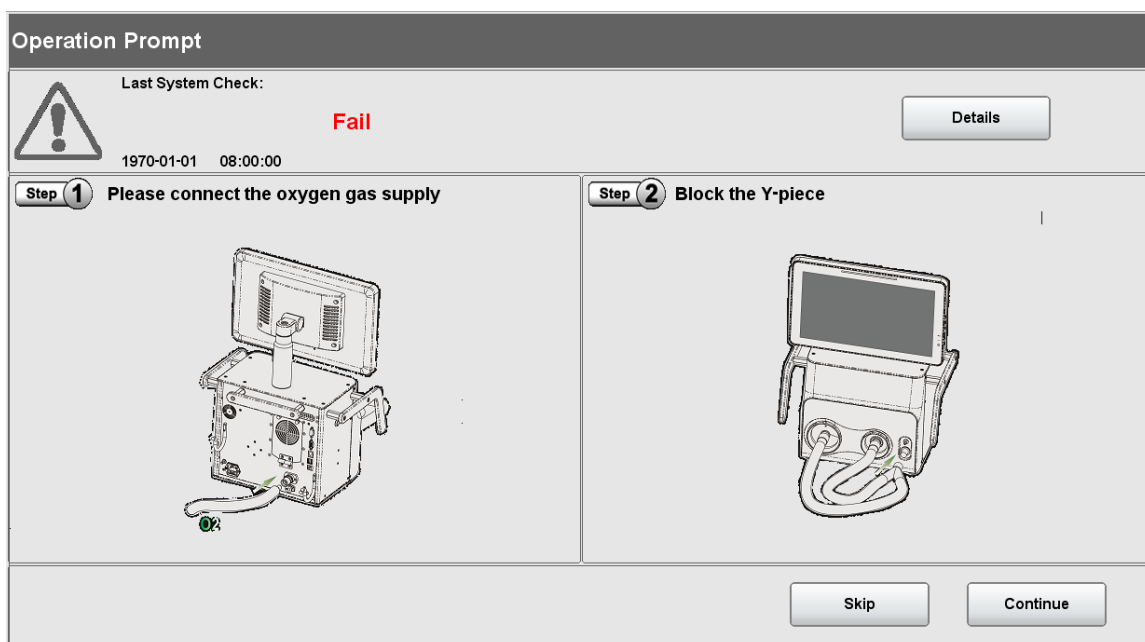 Operation Prompt
Last System Check:
Fail
Details
1970-01-01 08:00:00
Step 1 Please connect the oxygen gas supply
Step 2 Block the Y-piece
O2
Skip
Continue